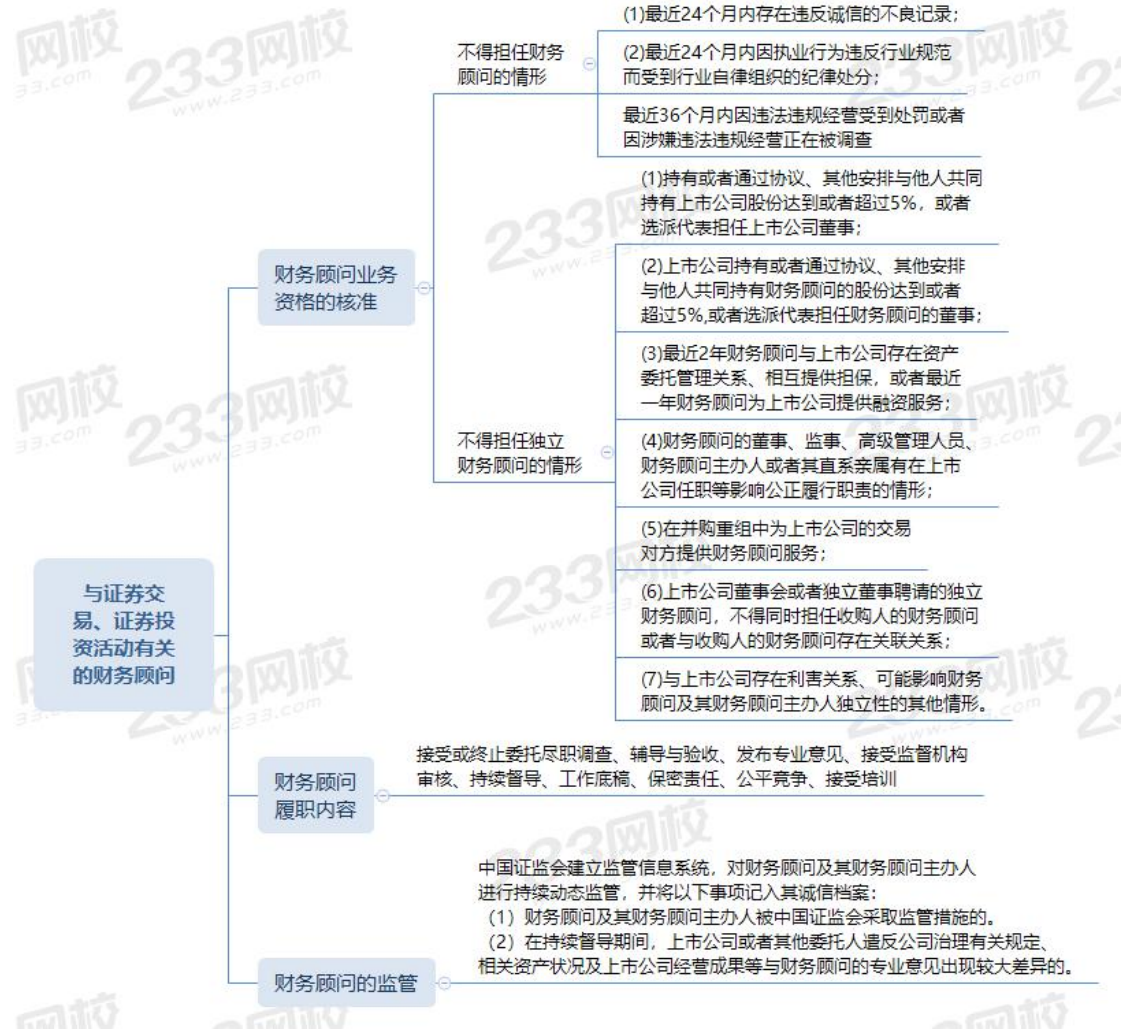 (1)最近24个月内存在违反诚信的不良记录；
不得担任财务
顾问的情形
(2)最近24个月内因执业行为违反行业规范
而受到行业自律组织的纪律处分；
最近36个月内因违法违规经营受到处罚或者
因涉嫌违法违规经营正在被调查
财务顾问业务
资格的核准
(1)持有或者通过协议、其他安排与他人共同
持有上市公司股份达到或者超过5%，或者
选派代表担任上市公司董事；
(2)上市公司持有或者通过协议、其他安排
与他人共同持有财务顾问的股份达到或者
超过5%,或者选派代表担任财务顾问的董事；
(3)最近2年财务顾问与上市公司存在资产
委托管理关系、相互提供担保，或者最近
一年财务顾问为上市公司提供融资服务；
不得担任独立
财务顾问的情形
(4)财务顾问的董事、监事、高级管理人员、
财务顾问主办人或者其直系亲属有在上市
公司任职等影响公正履行职责的情形；
(5)在并购重组中为上市公司的交易
对方提供财务顾问服务；
(6)上市公司董事会或者独立董事聘请的独立
财务顾问，不得同时担任收购人的财务顾问
或者与收购人的财务顾问存在关联关系；
(7)与上市公司存在利害关系、可能影响财务
顾问及其财务顾问主办人独立性的其他情形。
与证券交
易、证券投
资活动有关
的财务顾问
财务顾问
履职内容
接受或终止委托尽职调查、辅导与验收、发布专业意见、接受监督机构
审核、持续督导、工作底稿、保密责任、公平竞争、接受培训
财务顾问的监管
中国证监会建立监管信息系统，对财务顾问及其财务顾问主办人
进行持续动态监管，并将以下事项记入其诚信档案：
（1）财务顾问及其财务顾问主办人被中国证监会采取监管措施的。
（2）在持续督导期间，上市公司或者其他委托人遣反公司治理有关规定、
相关资产状况及上市公司经营成果等与财务顾问的专业意见出现较大差异的。
233网校
www.233.com